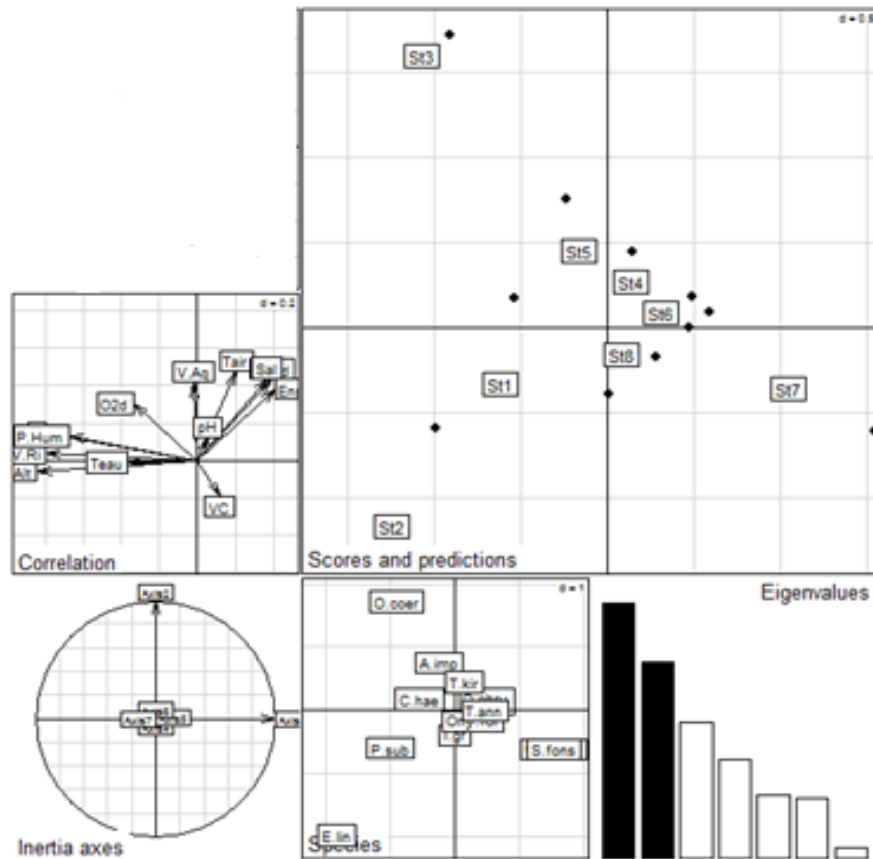 d = 0.5
St3
St5
St4
St6
St8
St1
St7
St2
Scores and predictions
d = 0.2
V.Aq
Tair
Sal
O2d
pH
P.Hum
V.Ri
Teau
Alt
VC
Correlation
Axis2
Axis7
Inertia axes
d = 1
O.coer
A.imp
T.kir
C.hae
T.ann
P.sub
S.fons
E.lin
Species
Eigenvalues